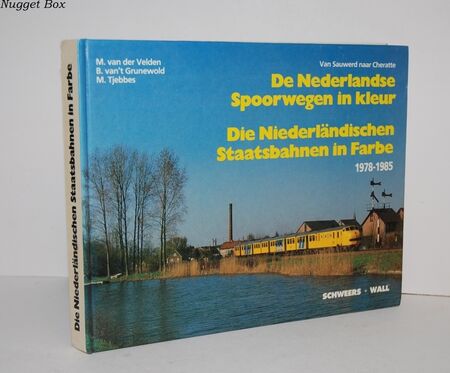 Nugget Box
Die Niederländischen Staatsbahnen in Farbe
M. van der Velden
B. van't Grunewold
M. Tjebbes
Van Sauwerd naar Cheratte
De Nederlandse
Spoorwegen in kleur
Die Niederländischen
Staatsbahnen in Farbe
1978-1985
SCHWEERS + WALL